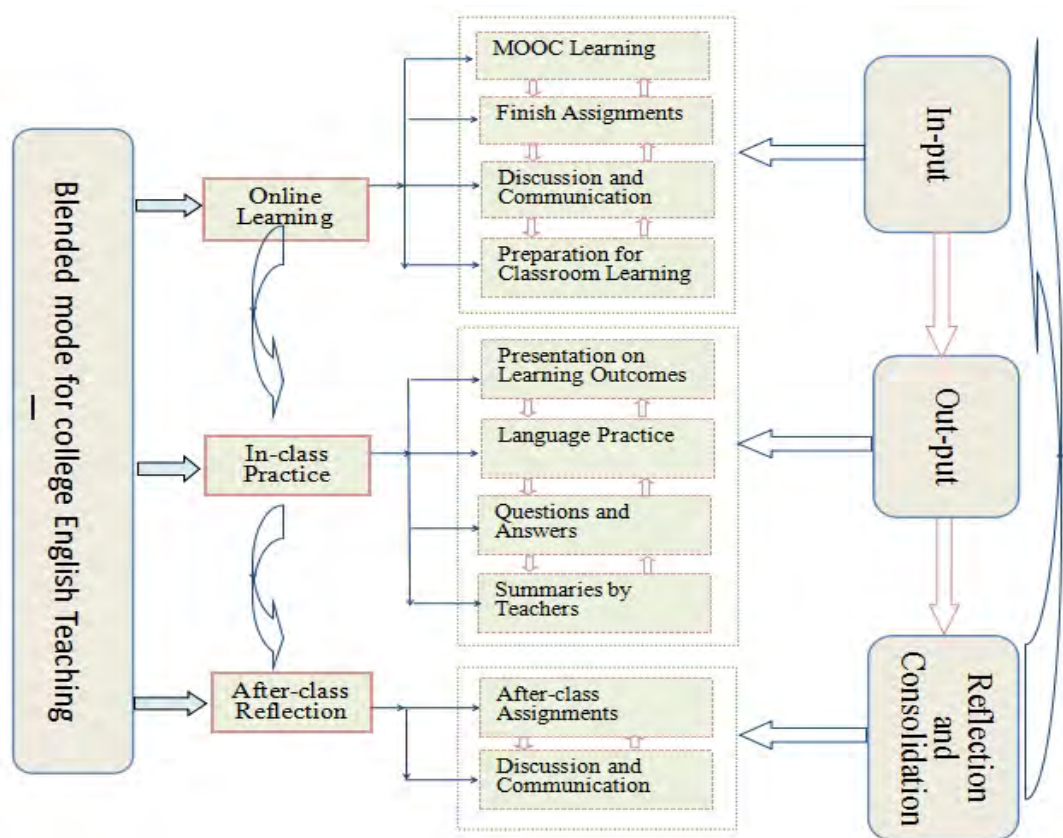 Blended mode for college English Teaching
Online
Learning
MOOC Learning
Finish Assignments
Discussion and
Communication
Preparation for
Classroom Learning
In-put
In-class
Practice
Presentation on
Learning Outcomes
Language Practice
Questions and
Answers
Summaries by
Teachers
Out-put
After-class
Reflection
After-class
Assignments
Discussion and
Communication
Reflection
and
Consolidation